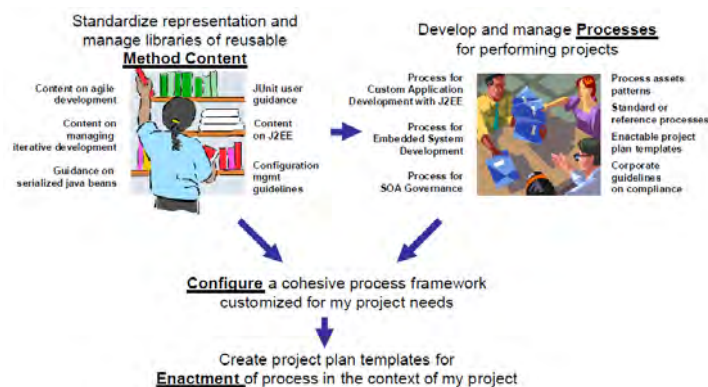 Standardize representation and
manage libraries of reusable
Method Content
Content on agile
development
Content on
managing
iterative development
Guidance on
serialized java beans
JUnit user
guidance
Content
on J2EE
Configuration
mgmt
guidelines
Develop and manage Processes
for performing projects
Process for
Custom Application
Development with J2EE
Process for
Embedded System
Development
Process for
SOA Governance
Process assets
patterns
Standard or
reference processes
Enactable project
plan templates
Corporate
guidelines
on compliance
Configure a cohesive process framework
customized for my project needs
Create project plan templates for
Enactment of process in the context of my project